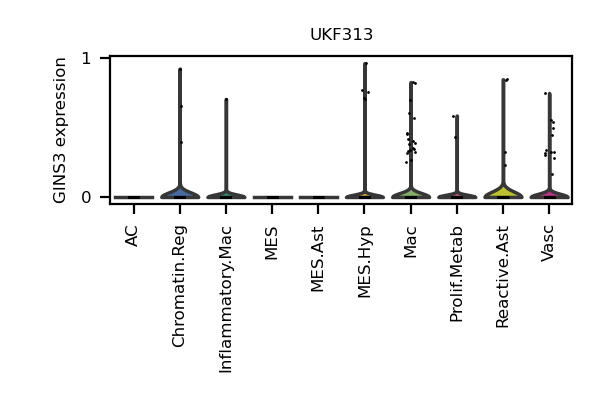 UKF313
GINS3 expression
1
0
AC
Chromatin.Reg
Inflammatory.Mac
MES
MES.Ast
MES.Hyp
Mac
Prolif.Metab
Reactive.Ast
Vasc